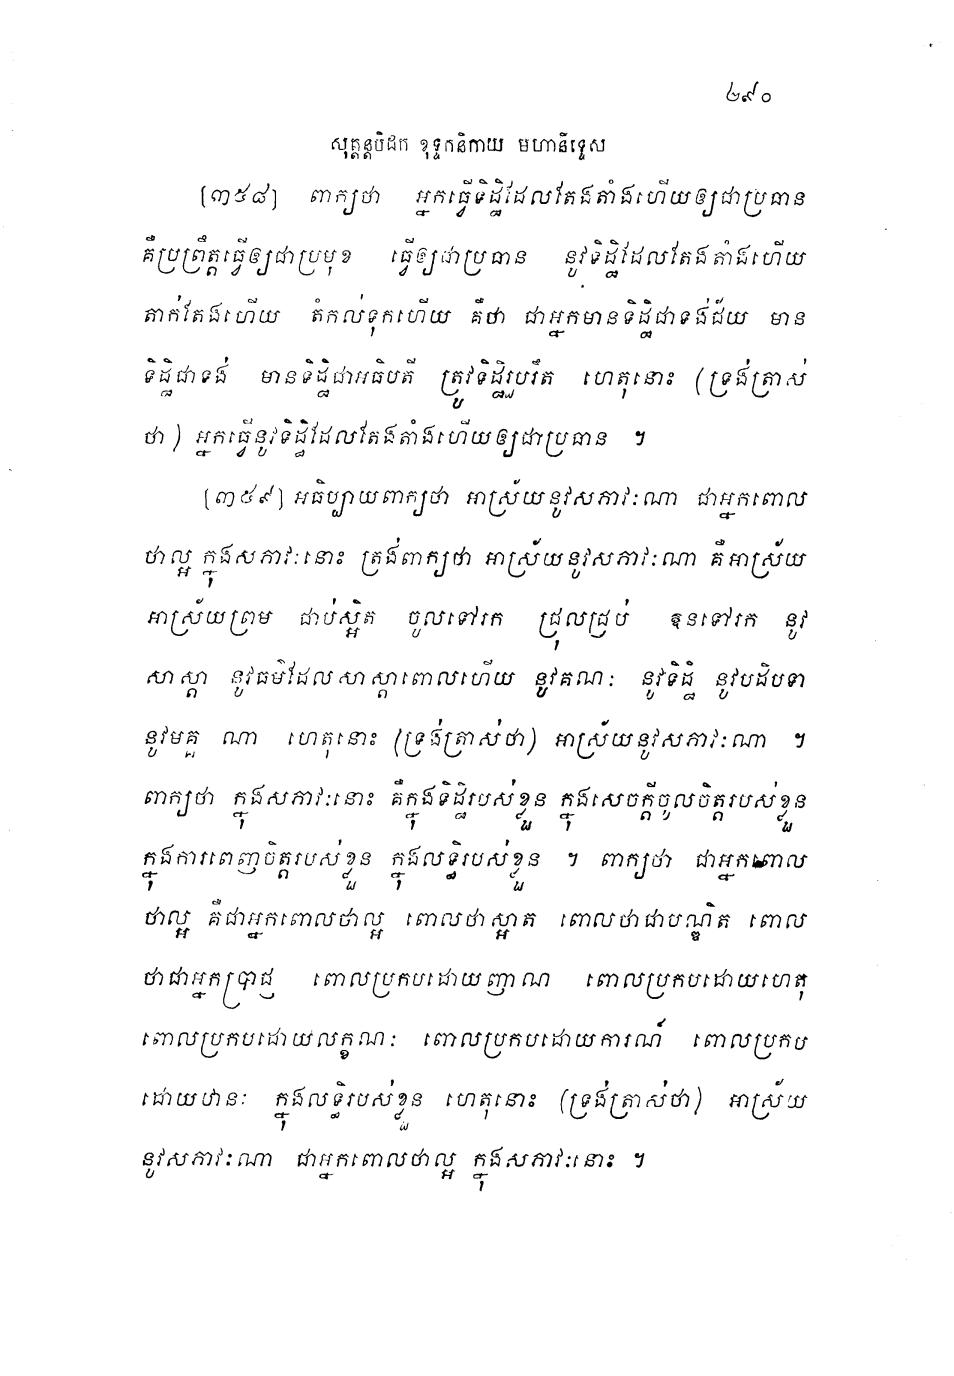 ២៩០
សុត្តន្តបិដក ខុទ្ទកនិកាយ មហានិទ្ទេស
(៣៥៨) ពាក្យថា អ្នកធ្វើទិដ្ឋិដែលតែងតាំងហើយឲ្យជាប្រធាន
គឺប្រព្រឹត្តធ្វើឲ្យជាប្រមុខ ធ្វើឲ្យជាប្រធាន នូវទិដ្ឋិដែលតែងតាំងហើយ
តាក់តែងហើយ តំកល់ទុកហើយ គឺថា ជាអ្នកមានទិដ្ឋិជាទង់ជ័យ មាន
ទិដ្ឋិជាទង់ មានទិដ្ឋិជាអធិបតី ត្រូវទិដ្ឋិរួបរឹត ហេតុនោះ (ទ្រង់ត្រាស់
ថា) អ្នកធ្វើនូវទិដ្ឋិដែលតែងតាំងហើយឲ្យជាប្រធាន ។
(៣៥៩) អធិប្បាយពាក្យថា អាស្រ័យនូវសភាវៈណា ជាអ្នកពោល
ថាល្អ ក្នុងសភាវៈនោះ ត្រង់ពាក្យថា អាស្រ័យនូវសភាវៈណា គឺអាស្រ័យ
អាស្រ័យព្រម ជាប់ស្អិត ចូលទៅរក ជ្រុលជ្រប់ ឱនទៅរក នូវ
សាស្តា នូវធម៌ដែលសាស្តាពោលហើយ នូវគណៈ នូវទិដ្ឋិ នូវបដិបទា
នូវមគ្គ ណា ហេតុនោះ (ទ្រង់ត្រាស់ថា) អាស្រ័យនូវសភាវៈណា ។
ពាក្យថា ក្នុងសភាវៈនោះ គឺក្នុងទិដ្ឋិរបស់ខ្លួន ក្នុងសេចក្តីចូលចិត្តរបស់ខ្លួន
ក្នុងការពេញចិត្តរបស់ខ្លួន ក្នុងលទ្ធិរបស់ខ្លួន ។ ពាក្យថា ជាអ្នកពោល
ថាល្អ គឺជាអ្នកពោលថាល្អ ពោលថាស្អាត ពោលថាជាបណ្ឌិត ពោល
ថាជាអ្នកប្រាជ្ញ ពោលប្រកបដោយញាណ ពោលប្រកបដោយហេតុ
ពោលប្រកបដោយលក្ខណៈ ពោលប្រកបដោយការណ៍ ពោលប្រកប
ដោយឋានៈ ក្នុងលទ្ធិរបស់ខ្លួន ហេតុនោះ (ទ្រង់ត្រាស់ថា) អាស្រ័យ
នូវសភាវៈណា ជាអ្នកពោលថាល្អ ក្នុងសភាវៈនោះ ។